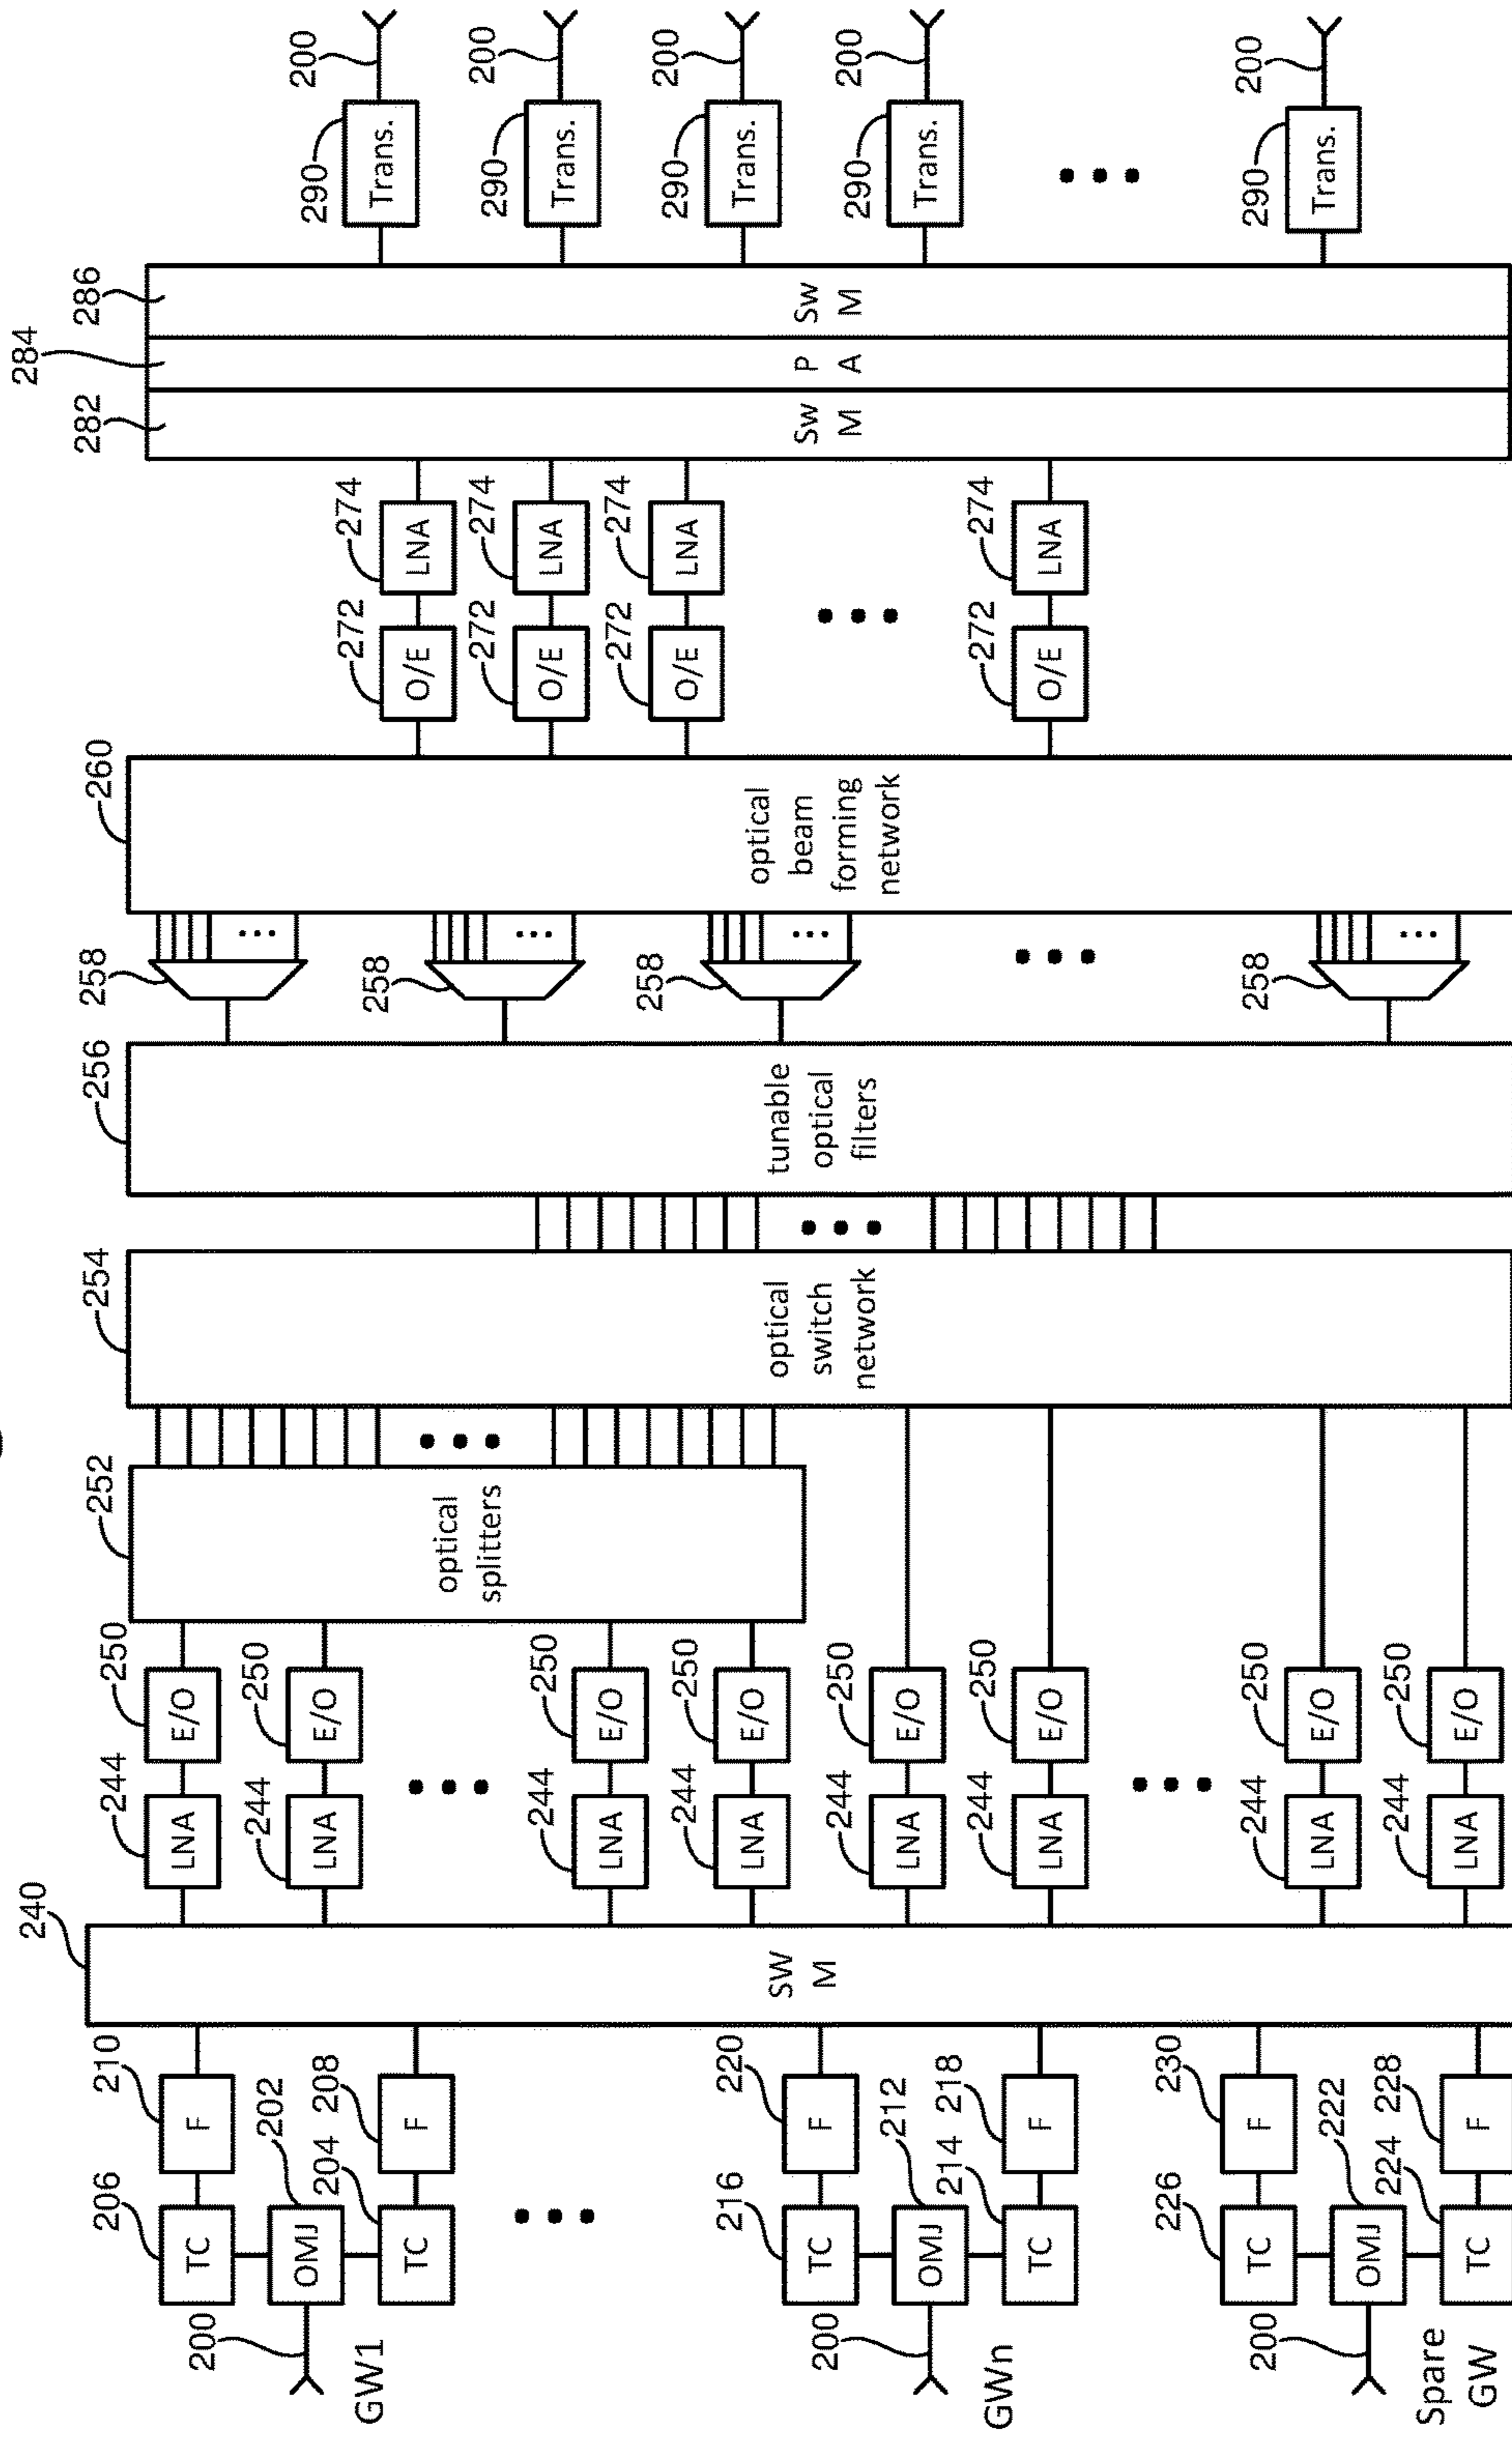 200
GW1
206
TC
202
OMJ
204
TC
210
F
208
F
200
GWn
216
TC
212
OMJ
214
TC
220
F
218
F
200
Spare
GW
226
TC
222
OMJ
224
TC
230
F
228
F
240
SW
M
244
LNA
244
LNA
244
LNA
244
LNA
244
LNA
244
LNA
244
LNA
244
LNA
250
E/O
250
E/O
250
E/O
250
E/O
250
E/O
250
E/O
250
E/O
250
E/O
252
optical
splitters
254
optical
switch
network
256
tunable
optical
filters
258
258
258
258
260
optical
beam
forming
network
272
O/E
272
O/E
272
O/E
272
O/E
274
LNA
274
LNA
274
LNA
274
LNA
282
Sw
M
284
P
A
286
Sw
M
290
Trans.
290
Trans.
290
Trans.
290
Trans.
290
Trans.
200
200
200
200
200